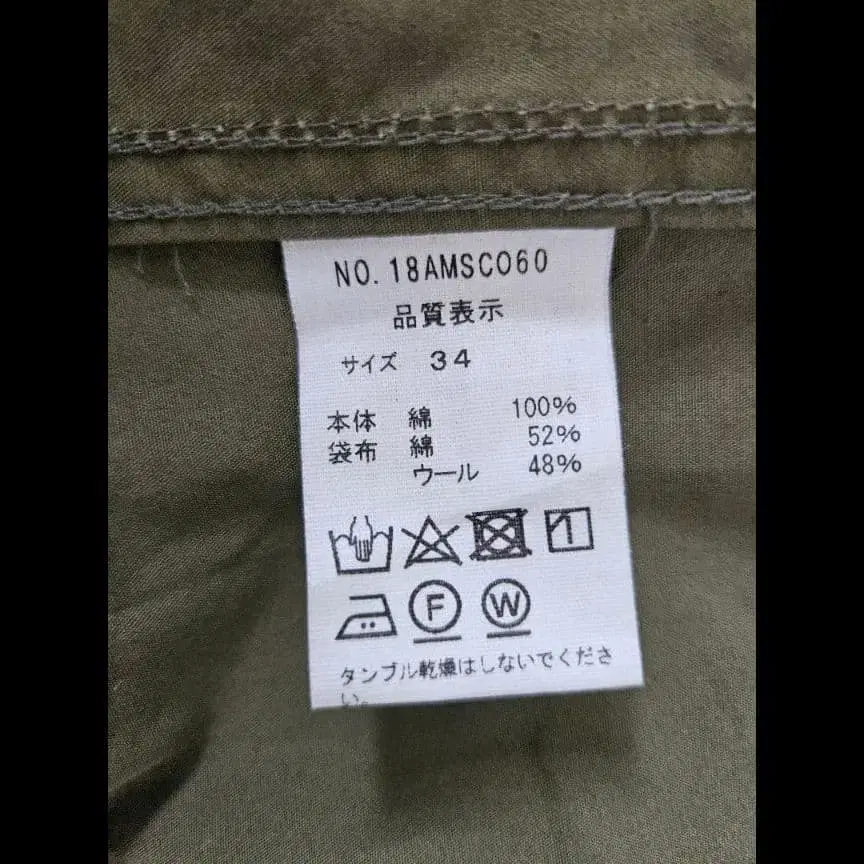 NO. 18AMSC060
品質表示
サイズ 34
本体 綿 100%
袋布 綿 52%
ウール 48%
F W
タンブル乾燥はしないでくださ
い。